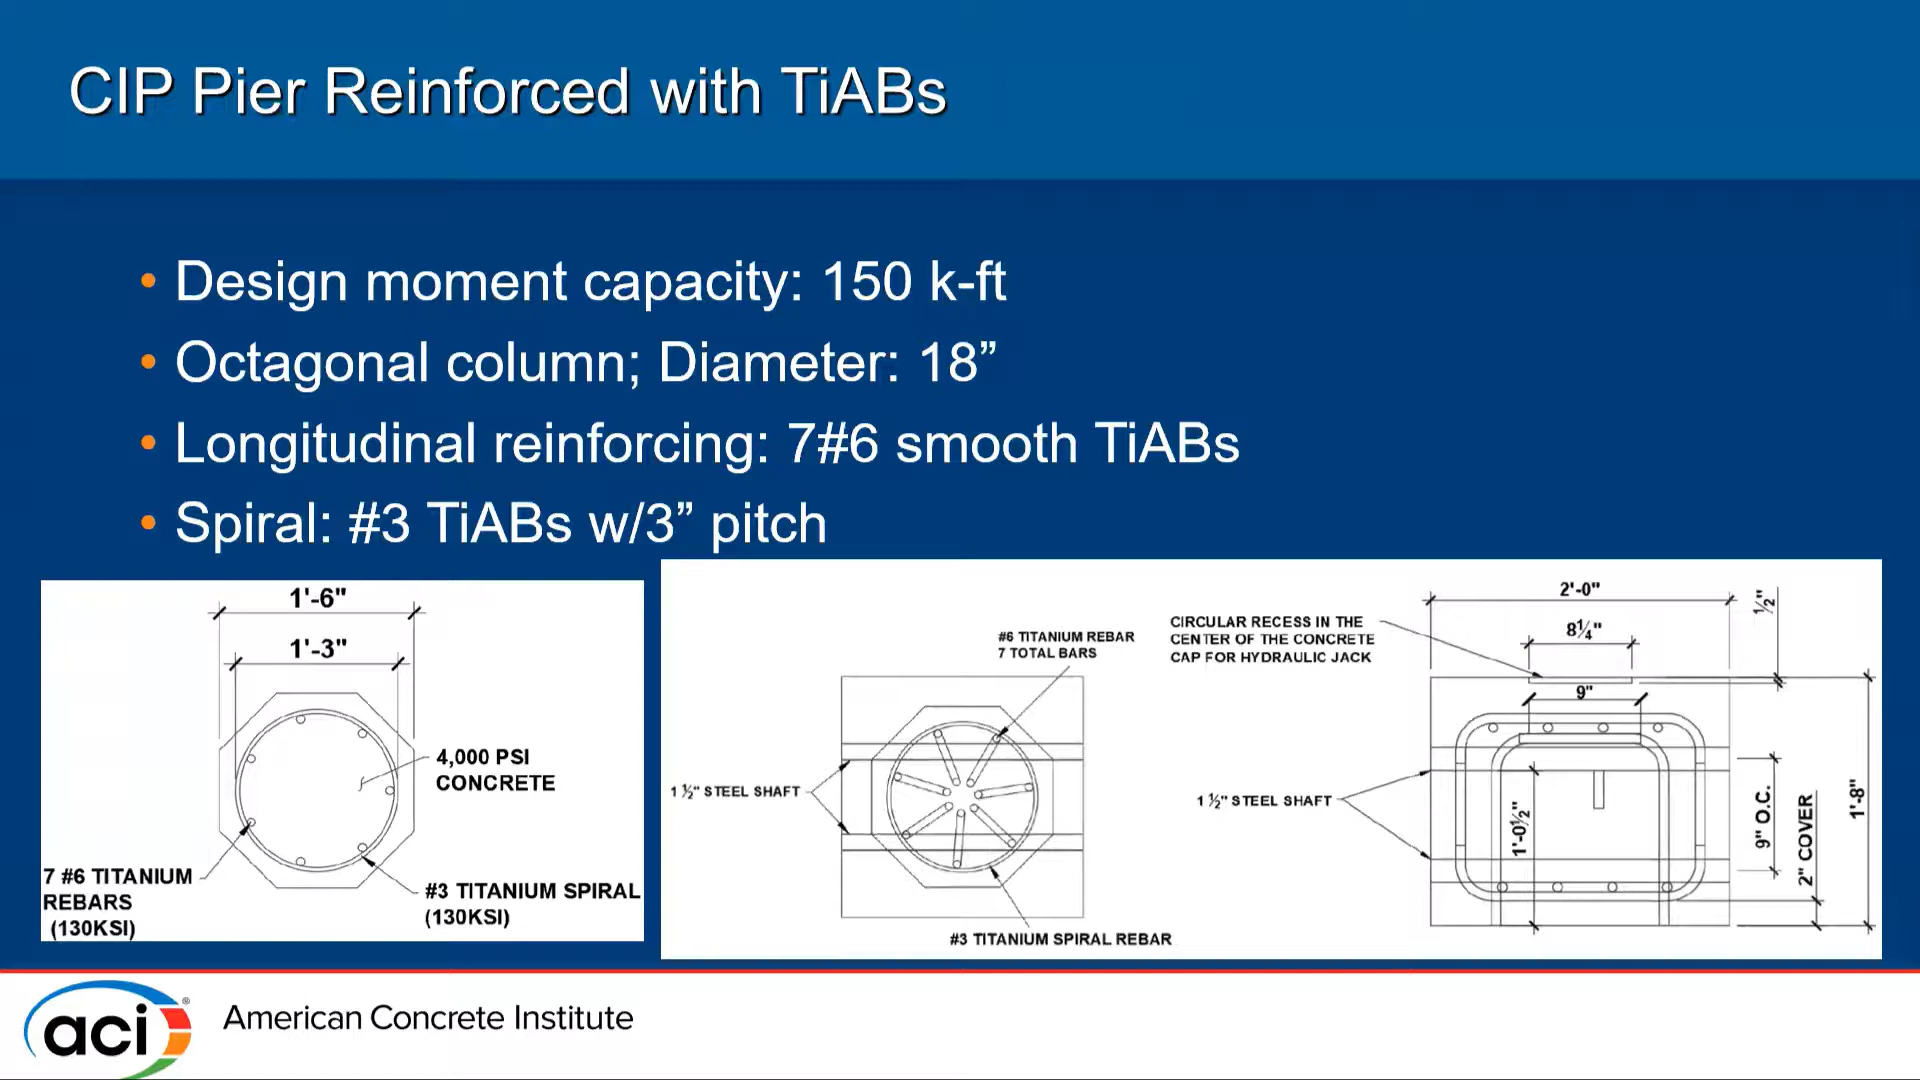 CIP Pier Reinforced with TiABs
• Design moment capacity: 150 k-ft
• Octagonal column; Diameter: 18”
• Longitudinal reinforcing: 7#6 smooth TiABs
• Spiral: #3 TiABs w/3” pitch
1'-6"
1'-3"
4,000 PSI
CONCRETE
7 #6 TITANIUM
REBARS
(130KSI)
#3 TITANIUM SPIRAL
(130KSI)
#6 TITANIUM REBAR
7 TOTAL BARS
1 ½" STEEL SHAFT
#3 TITANIUM SPIRAL REBAR
CIRCULAR RECESS IN THE
CENTER OF THE CONCRETE
CAP FOR HYDRAULIC JACK
2'-0"
½"
8¼"
9"
1 ½" STEEL SHAFT
1'-0½"
9" O.C.
2" COVER
1'-8"
aci®
American Concrete Institute